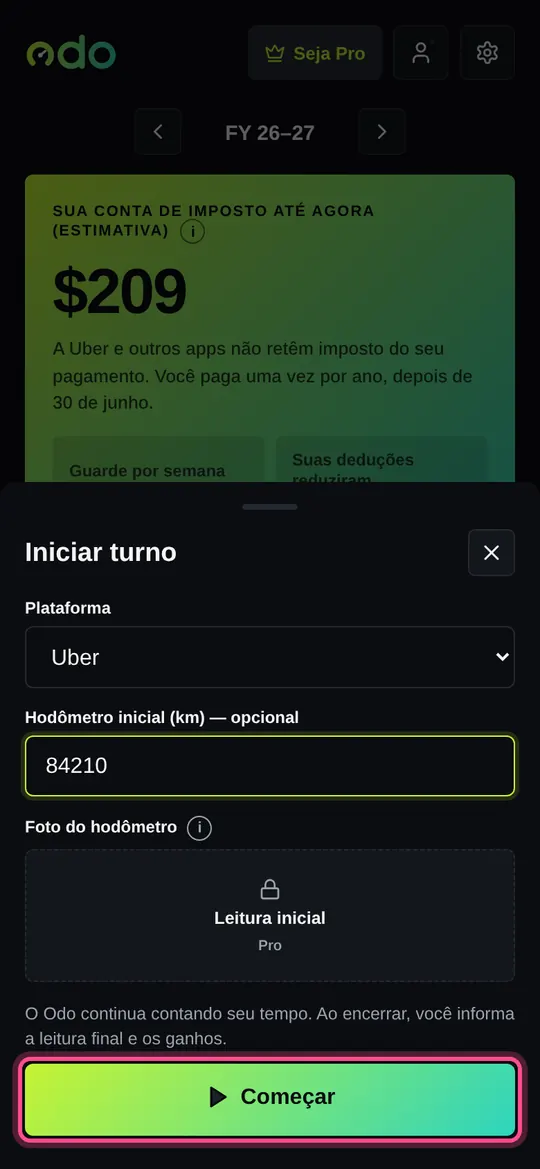 odo
Seja Pro
FY 26–27
SUA CONTA DE IMPOSTO ATÉ AGORA
(ESTIMATIVA) i
$209
A Uber e outros apps não retêm imposto do seu
pagamento. Você paga uma vez por ano, depois de
30 de junho.
Guarde por semana
Suas deduções
reduziram
Iniciar turno
Plataforma
Uber
Hodômetro inicial (km) — opcional
84210
Foto do hodômetro i
Leitura inicial
Pro
O Odo continua contando seu tempo. Ao encerrar, você informa
a leitura final e os ganhos.
Começar